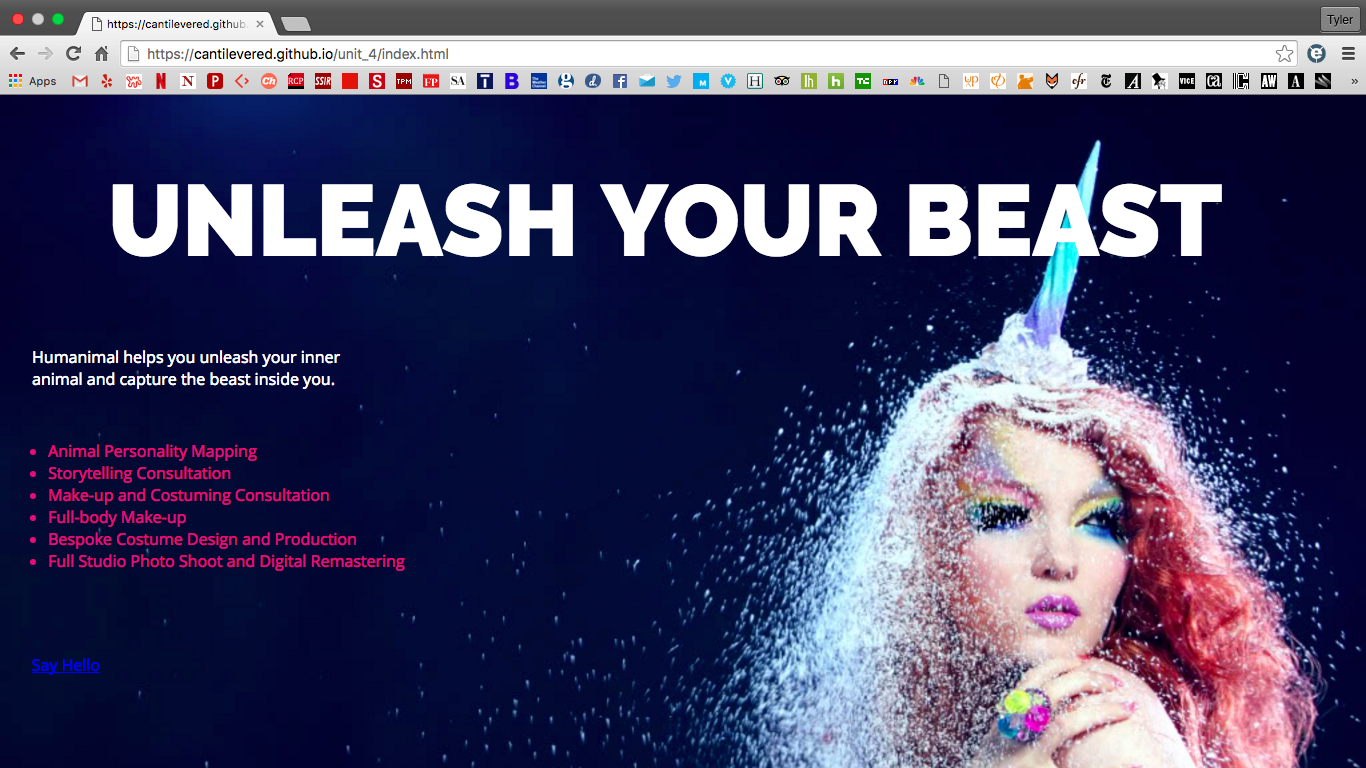 https://cantilevered.github
Tyler
https://cantilevered.github.io/unit_4/index.html
Apps
UNLEASH YOUR BEAST
Humanimal helps you unleash your inner
animal and capture the beast inside you.
Animal Personality Mapping
Storytelling Consultation
Make-up and Costuming Consultation
Full-body Make-up
Bespoke Costume Design and Production
Full Studio Photo Shoot and Digital Remastering
Say Hello